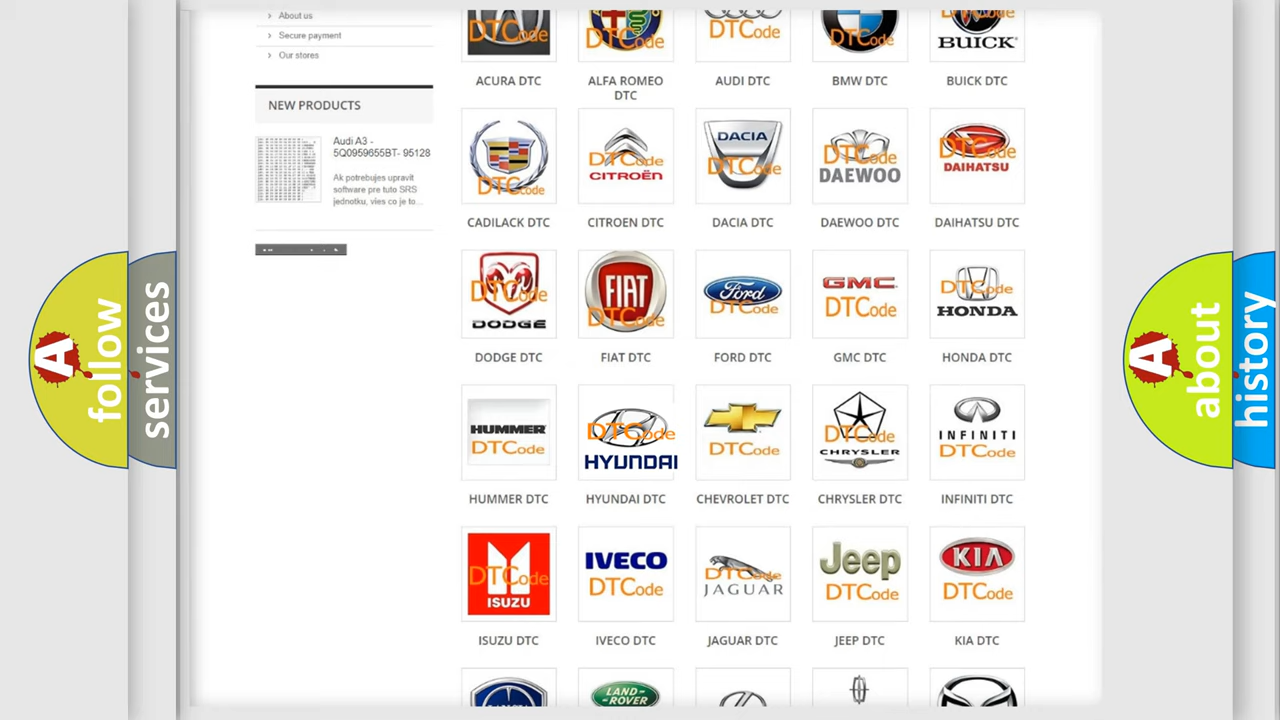 About us
Secure payment
Our stores
NEW PRODUCTS
Audi A3 -
5Q0959655BT- 95128
Ak potrebujes upravit
software pre tuto SRS
jednotku, vies co je to...
DTCode
DTCode
DTCode
DTCode
BUICK
ACURA DTC
ALFA ROMEO
DTC
AUDI DTC
BMW DTC
BUICK DTC
DTCode
DTCode
CITROËN
DACIA
DTCode
DTCode
DAEWOO
DTCode
DAIHATSU
CADILACK DTC
CITROEN DTC
DACIA DTC
DAEWOO DTC
DAIHATSU DTC
DTCode
DODGE
FIAT
DTCode
Ford
DTCode
GMC
DTCode
DTCode
HONDA
DODGE DTC
FIAT DTC
FORD DTC
GMC DTC
HONDA DTC
HUMMER
DTCode
DTCode
HYUNDAI
DTCode
DTCode
CHRYSLER
INFINITI
DTCode
HUMMER DTC
HYUNDAI DTC
CHEVROLET DTC
CHRYSLER DTC
INFINITI DTC
DTCode
ISUZU
IVECO
DTCode
DTCode
JAGUAR
Jeep
DTCode
KIA
DTCode
ISUZU DTC
IVECO DTC
JAGUAR DTC
JEEP DTC
KIA DTC
LAND-
ROVER
A
follow
services
A
about
history